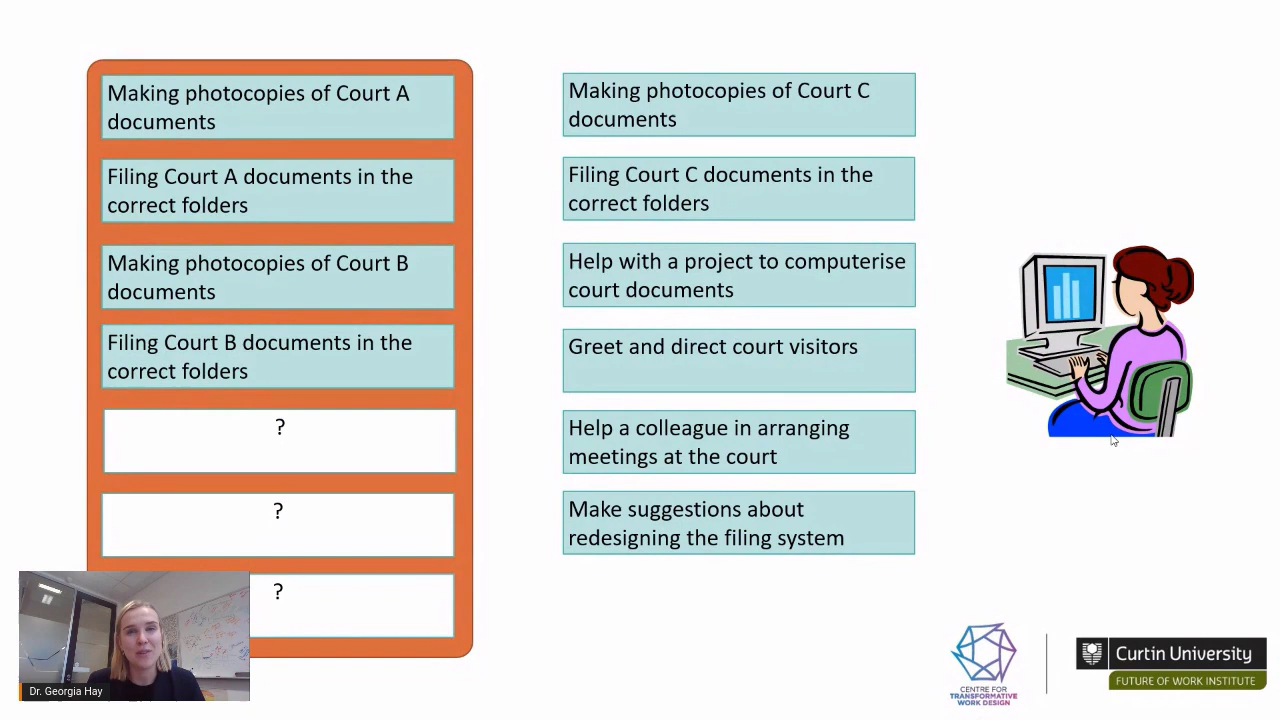 Making photocopies of Court A
documents
Filing Court A documents in the
correct folders
Making photocopies of Court B
documents
Filing Court B documents in the
correct folders
?
?
?
Making photocopies of Court C
documents
Filing Court C documents in the
correct folders
Help with a project to computerise
court documents
Greet and direct court visitors
Help a colleague in arranging
meetings at the court
Make suggestions about
redesigning the filing system
Dr. Georgia Hay
CENTRE FOR
TRANSFORMATIVE
WORK DESIGN
Curtin University
FUTURE OF WORK INSTITUTE